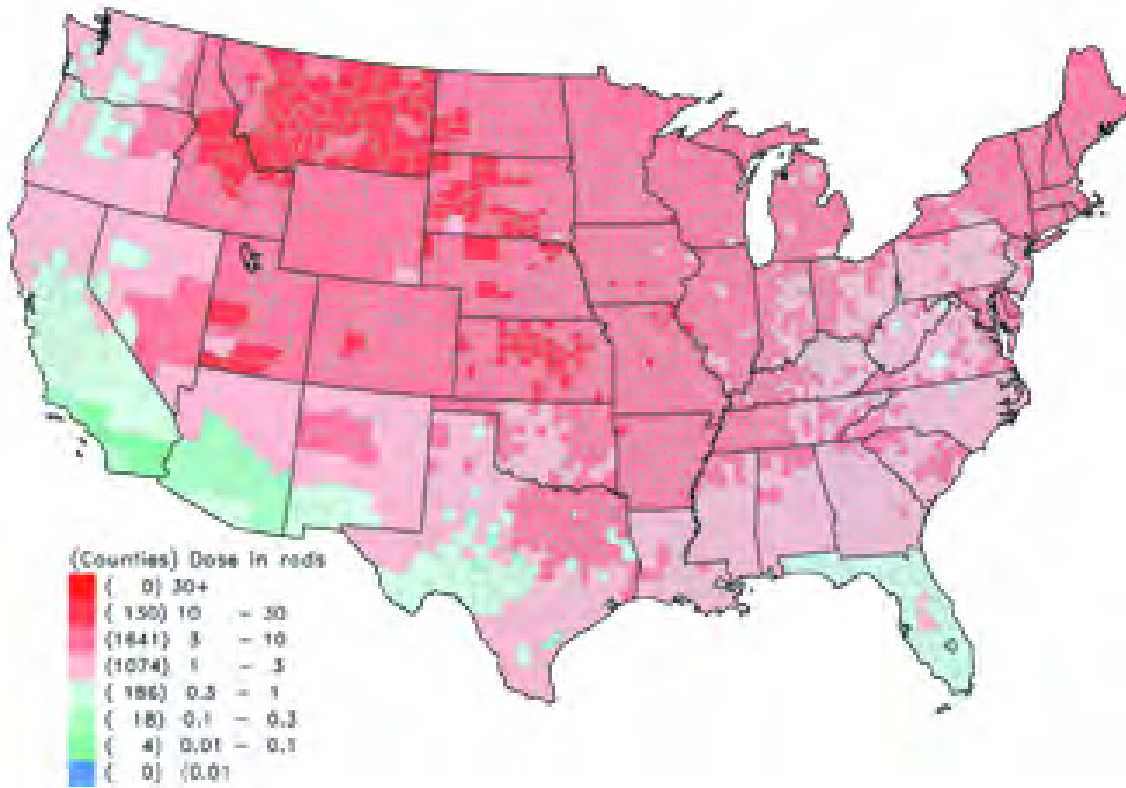 (Counties) Dose in rads
( 0) 30+
( 130) 10 - 30
(1641) 3 - 10
(1074) 1 - 3
( 186) 0.3 - 1
( 18) 0.1 - 0.3
( 4) 0.01 - 0.1
( 0) <0.01